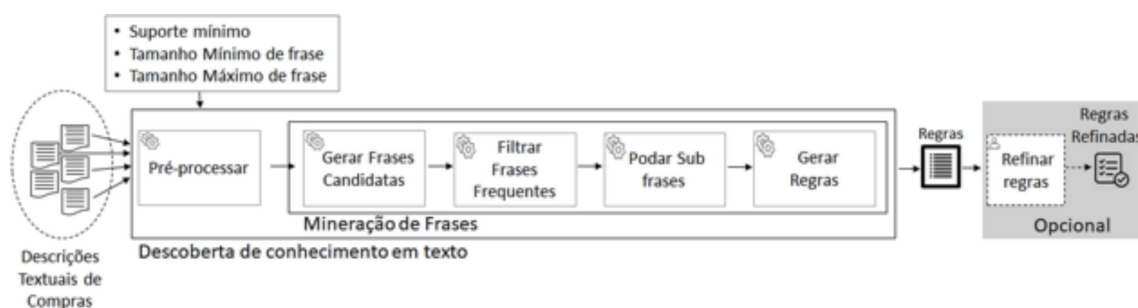 • Suporte mínimo
• Tamanho Mínimo de frase
• Tamanho Máximo de frase
Pré-processar
Gerar Frases
Candidatas
Filtrar
Frases
Frequentes
Podar Sub
frases
Gerar
Regras
Mineração de Frases
Descoberta de conhecimento em texto
Descrições
Textuais de
Compras
Regras
Refinar
regras
Regras
Refinadas
Opcional